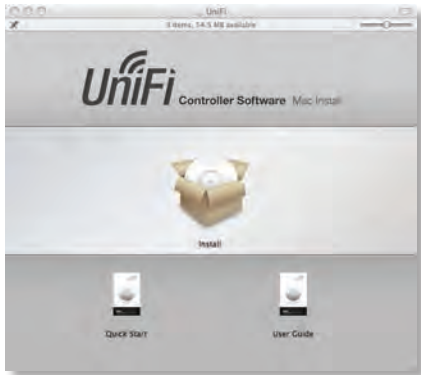 UniFi
3 items, 54.5 MB available
UniFi Controller Software Mac Install
Install
Quick Start
User Guide